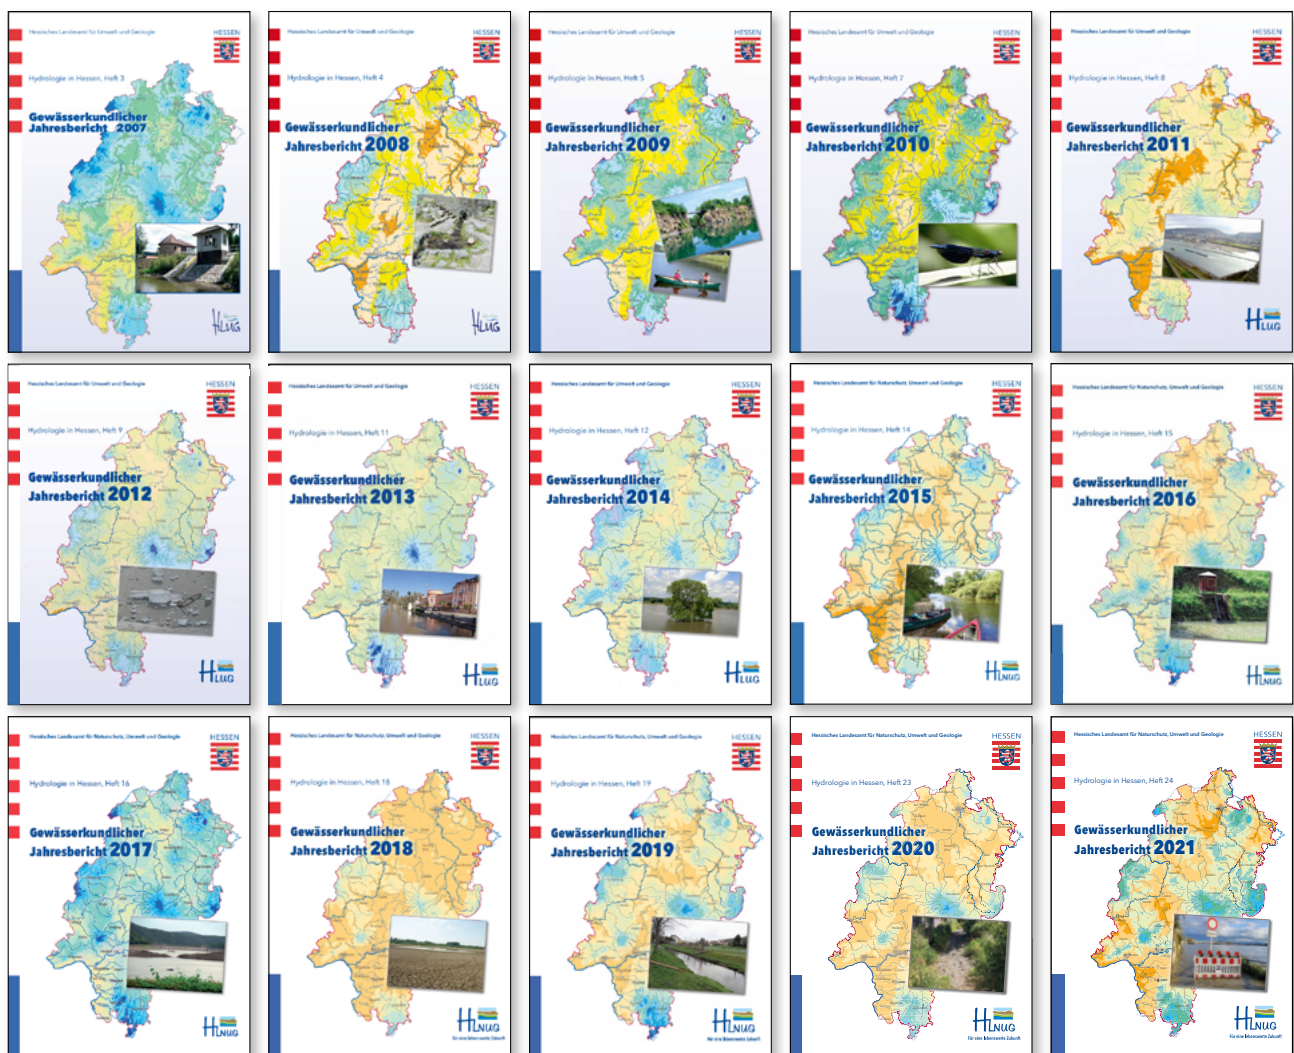 Hessisches Landesamt für Umwelt und Geologie
HESSEN
Hydrologie in Hessen, Heft 3
Gewässerkundlicher
Jahresbericht 2007
HLUG
Hessisches Landesamt für Umwelt und Geologie
HESSEN
Hydrologie in Hessen, Heft 4
Gewässerkundlicher
Jahresbericht 2008
HLUG
Hessisches Landesamt für Umwelt und Geologie
HESSEN
Hydrologie in Hessen, Heft 5
Gewässerkundlicher
Jahresbericht 2009
Hessisches Landesamt für Umwelt und Geologie
HESSEN
Hydrologie in Hessen, Heft 7
Gewässerkundlicher
Jahresbericht 2010
Hessisches Landesamt für Umwelt und Geologie
HESSEN
Hydrologie in Hessen, Heft 8
Gewässerkundlicher
Jahresbericht 2011
HLUG
Hessisches Landesamt für Umwelt und Geologie
HESSEN
Hydrologie in Hessen, Heft 9
Gewässerkundlicher
Jahresbericht 2012
HLUG
Hessisches Landesamt für Umwelt und Geologie
HESSEN
Hydrologie in Hessen, Heft 11
Gewässerkundlicher
Jahresbericht 2013
HLUG
Hessisches Landesamt für Umwelt und Geologie
HESSEN
Hydrologie in Hessen, Heft 12
Gewässerkundlicher
Jahresbericht 2014
HLUG
Hessisches Landesamt für Naturschutz, Umwelt und Geologie
HESSEN
Hydrologie in Hessen, Heft 14
Gewässerkundlicher
Jahresbericht 2015
HLNUG
Hessisches Landesamt für Naturschutz, Umwelt und Geologie
HESSEN
Hydrologie in Hessen, Heft 15
Gewässerkundlicher
Jahresbericht 2016
HLNUG
Hessisches Landesamt für Naturschutz, Umwelt und Geologie
HESSEN
Hydrologie in Hessen, Heft 16
Gewässerkundlicher
Jahresbericht 2017
HLNUG
Hessisches Landesamt für Naturschutz, Umwelt und Geologie
HESSEN
Hydrologie in Hessen, Heft 18
Gewässerkundlicher
Jahresbericht 2018
HLNUG
Für eine lebenswerte Zukunft
Hessisches Landesamt für Naturschutz, Umwelt und Geologie
HESSEN
Hydrologie in Hessen, Heft 19
Gewässerkundlicher
Jahresbericht 2019
HLNUG
Für eine lebenswerte Zukunft
Hessisches Landesamt für Naturschutz, Umwelt und Geologie
HESSEN
Hydrologie in Hessen, Heft 23
Gewässerkundlicher
Jahresbericht 2020
HLNUG
Für eine lebenswerte Zukunft
Hessisches Landesamt für Naturschutz, Umwelt und Geologie
HESSEN
Hydrologie in Hessen, Heft 24
Gewässerkundlicher
Jahresbericht 2021
HLNUG
Für eine lebenswerte Zukunft